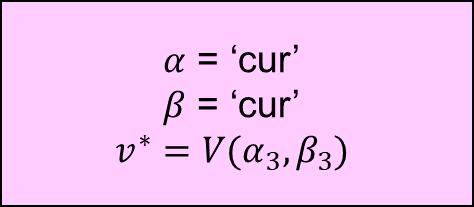 α = ‘cur’
β = ‘cur’
v* = V(α₃, β₃)